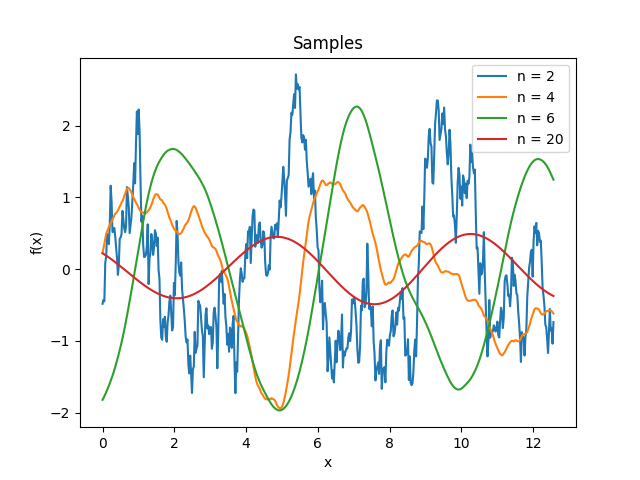 Samples
n = 2
n = 4
n = 6
n = 20
f(x)
2
1
0
−1
−2
0 2 4 6 8 10 12
x